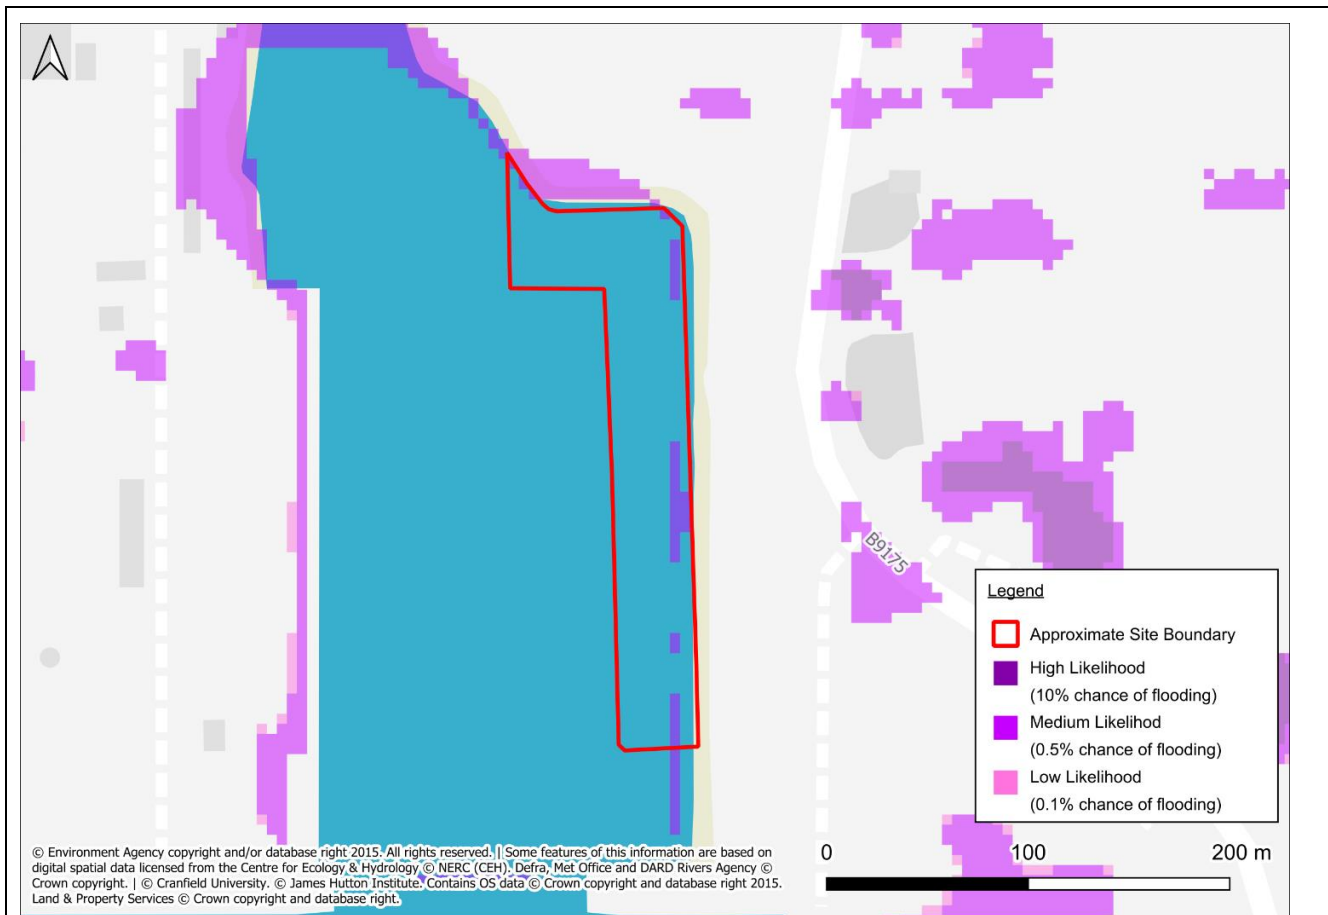 B9175
Legend
Approximate Site Boundary
High Likelihood
(10% chance of flooding)
Medium Likelihod
(0.5% chance of flooding)
Low Likelihood
(0.1% chance of flooding)
0 100 200 m
© Environment Agency copyright and/or database right 2015. All rights reserved. | Some features of this information are based on
digital spatial data licensed from the Centre for Ecology & Hydrology © NERC (CEH). Defra, Met Office and DARD Rivers Agency ©
Crown copyright. | © Cranfield University. © James Hutton Institute. Contains OS data © Crown copyright and database right 2015.
Land & Property Services © Crown copyright and database right.